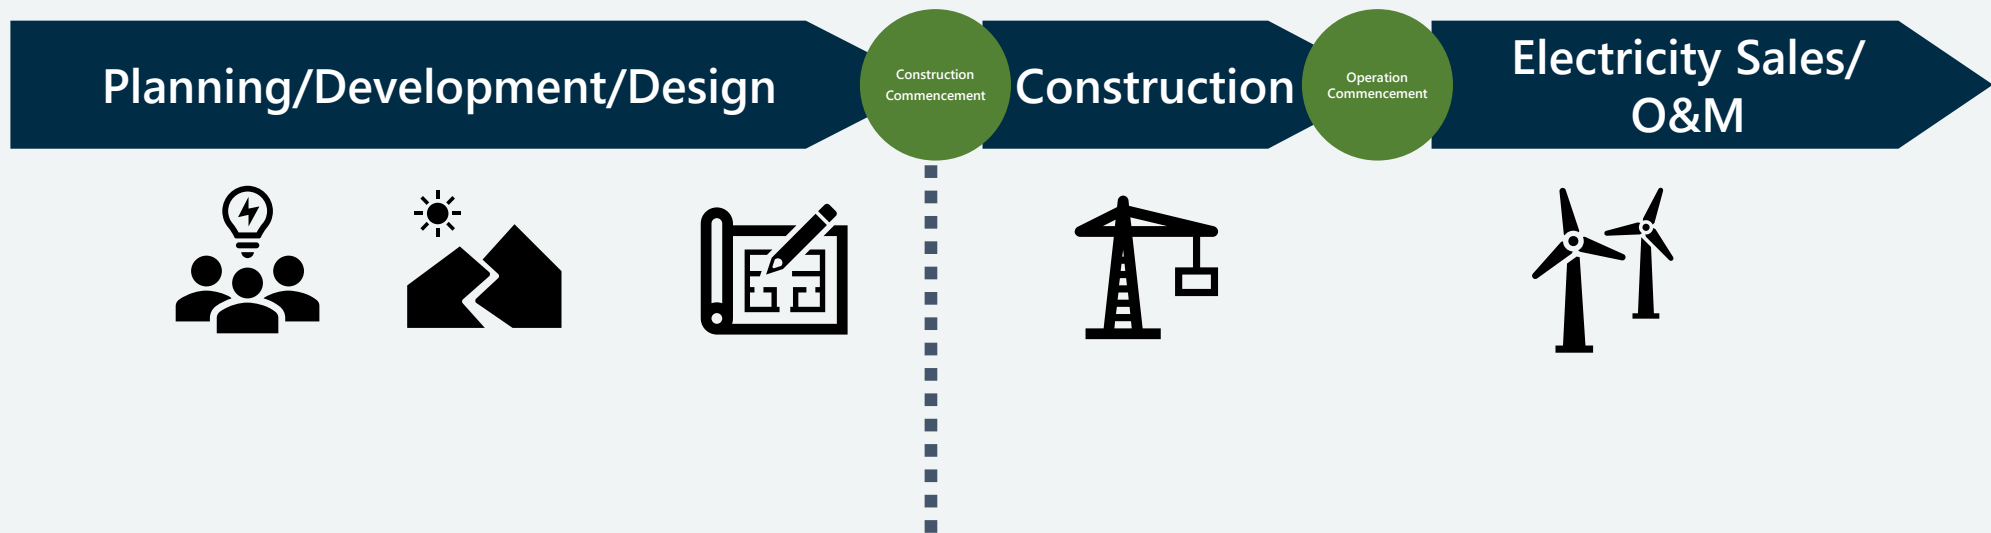 Planning/Development/Design
Construction
Commencement
Construction
Operation
Commencement
Electricity Sales/
O&M